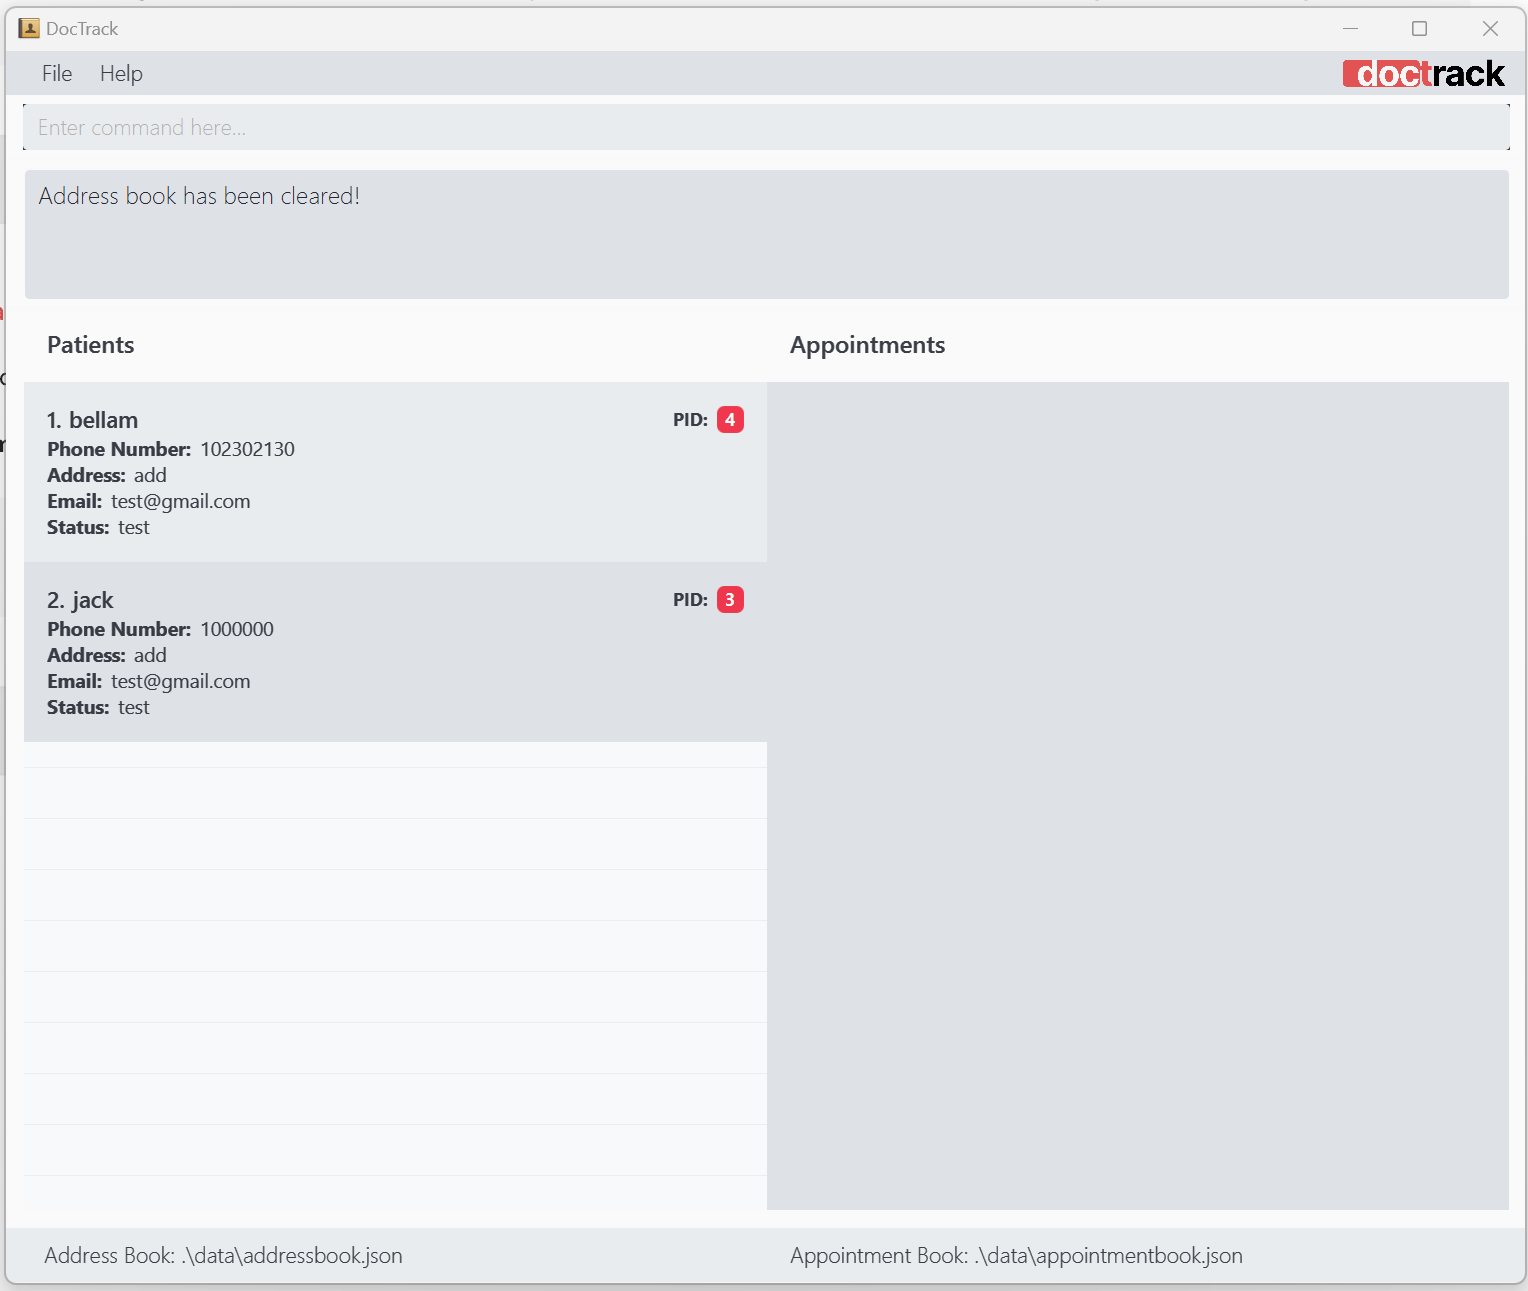 DocTrack
File Help
doctrack
Enter command here...
Address book has been cleared!
Patients
Appointments
1. bellam
PID: 4
Phone Number: 102302130
Address: add
Email: test@gmail.com
Status: test
2. jack
PID: 3
Phone Number: 1000000
Address: add
Email: test@gmail.com
Status: test
Address Book: .\data\addressbook.json
Appointment Book: .\data\appointmentbook.json